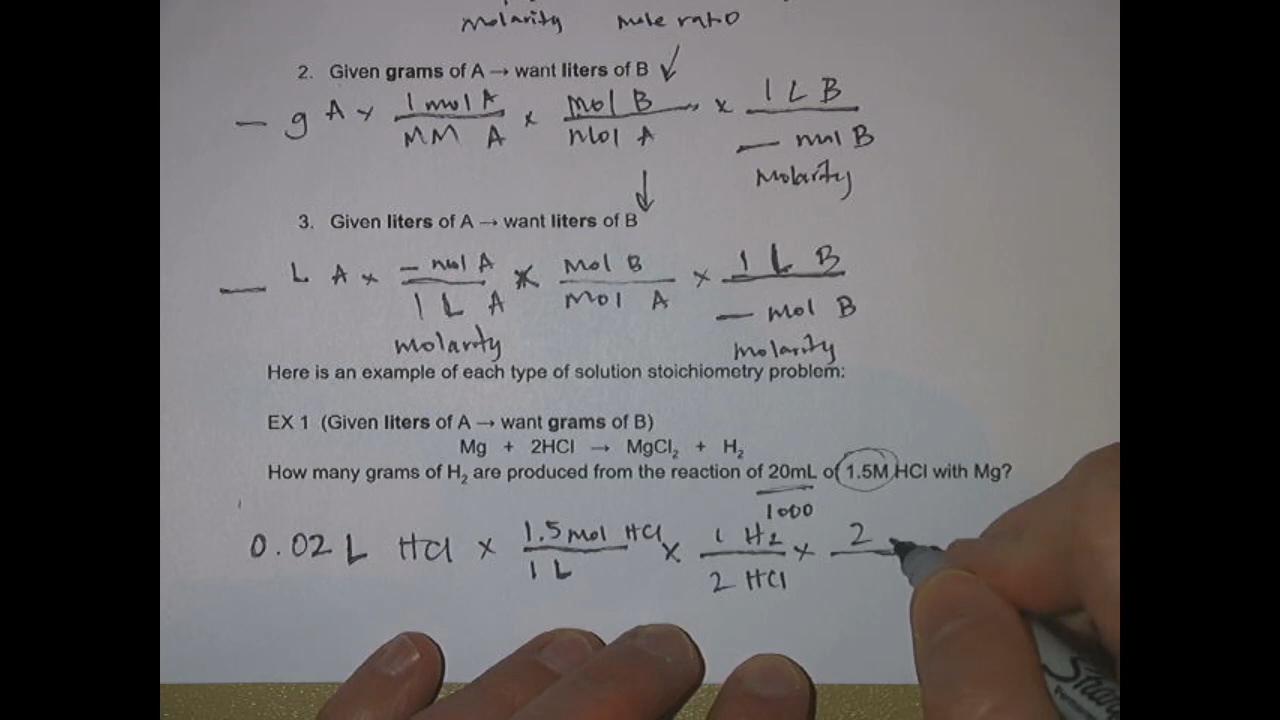 molarity mole ratio
2. Given grams of A → want liters of B ↓
_ g A x 1 mol A / MM A x mol B / mol A x 1 L B / _ mol B
molarity
3. Given liters of A → want liters of B
_ L A x _ mol A / 1 L A x mol B / mol A x 1 L B / _ mol B
molarity molarity
Here is an example of each type of solution stoichiometry problem:
EX 1 (Given liters of A → want grams of B)
Mg + 2HCl → MgCl₂ + H₂
How many grams of H₂ are produced from the reaction of 20mL of 1.5M HCl with Mg?
1000
0.02 L HCl x 1.5 mol HCl / 1 L x 1 H₂ / 2 HCl x 2